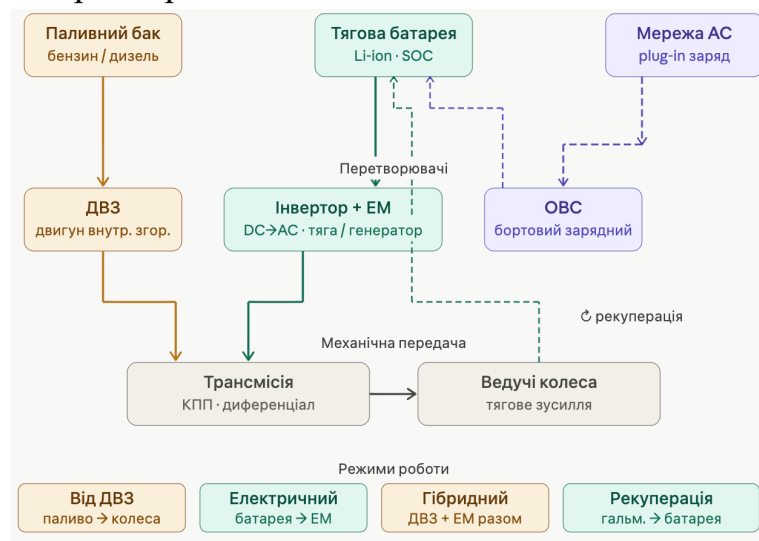 Паливний бак
бензин / дизель
Тягова батарея
Li-ion · SOC
Мережа AC
plug-in заряд
Перетворювачі
ДВЗ
двигун внутр. згор.
Інвертор + ЕМ
DC→AC · тяга / генератор
OBC
бортовий зарядний
↻ рекуперація
Механічна передача
Трансмісія
КПП · диференціал
Ведучі колеса
тягове зусилля
Режими роботи
Від ДВЗ
паливо → колеса
Електричний
батарея → ЕМ
Гібридний
ДВЗ + ЕМ разом
Рекуперація
гальм. → батарея